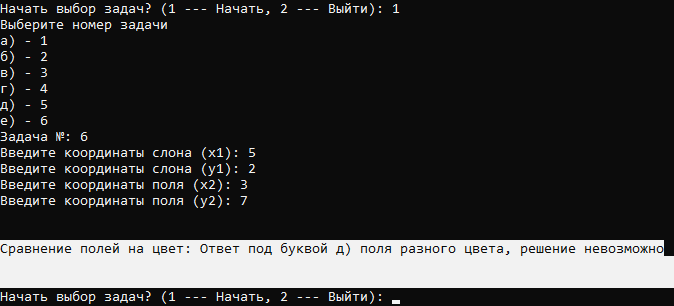 Начать выбор задач? (1 --- Начать, 2 --- Выйти): 1
Выберите номер задачи
а) - 1
б) - 2
в) - 3
г) - 4
д) - 5
е) - 6
Задача №: 6
Введите координаты слона (x1): 5
Введите координаты слона (y1): 2
Введите координаты поля (x2): 3
Введите координаты поля (y2): 7
Сравнение полей на цвет: Ответ под буквой д) поля разного цвета, решение невозможно
Начать выбор задач? (1 --- Начать, 2 --- Выйти):